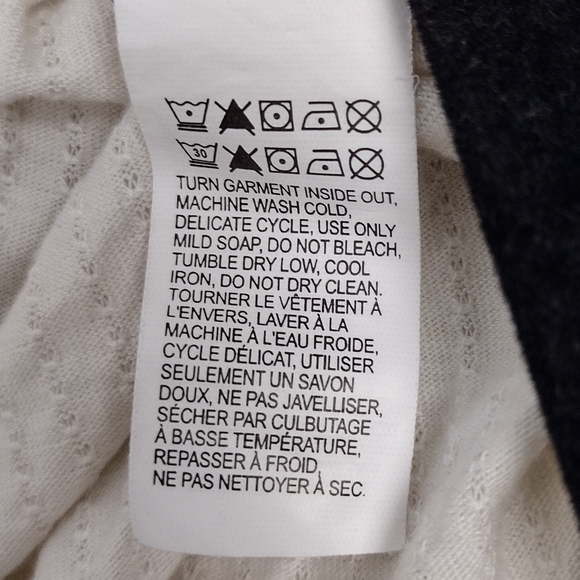 30
TURN GARMENT INSIDE OUT,
MACHINE WASH COLD,
DELICATE CYCLE, USE ONLY
MILD SOAP, DO NOT BLEACH,
TUMBLE DRY LOW, COOL
IRON, DO NOT DRY CLEAN.
TOURNER LE VÊTEMENT À
L'ENVERS, LAVER À LA
MACHINE À L'EAU FROIDE,
CYCLE DÉLICAT, UTILISER
SEULEMENT UN SAVON
DOUX, NE PAS JAVELLISER,
SÉCHER PAR CULBUTAGE
À BASSE TEMPÉRATURE,
REPASSER À FROID,
NE PAS NETTOYER À SEC.